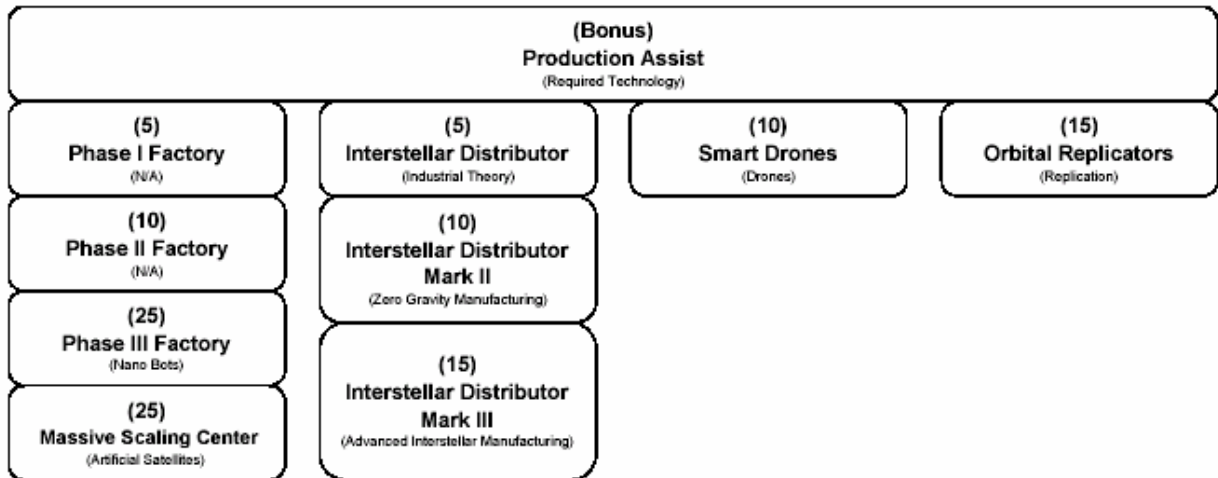 (Bonus)
Production Assist
(Required Technology)
(5)
Phase I Factory
(N/A)
(10)
Phase II Factory
(N/A)
(25)
Phase III Factory
(Nano Bots)
(25)
Massive Scaling Center
(Artificial Satellites)
(5)
Interstellar Distributor
(Industrial Theory)
(10)
Interstellar Distributor
Mark II
(Zero Gravity Manufacturing)
(15)
Interstellar Distributor
Mark III
(Advanced Interstellar Manufacturing)
(10)
Smart Drones
(Drones)
(15)
Orbital Replicators
(Replication)